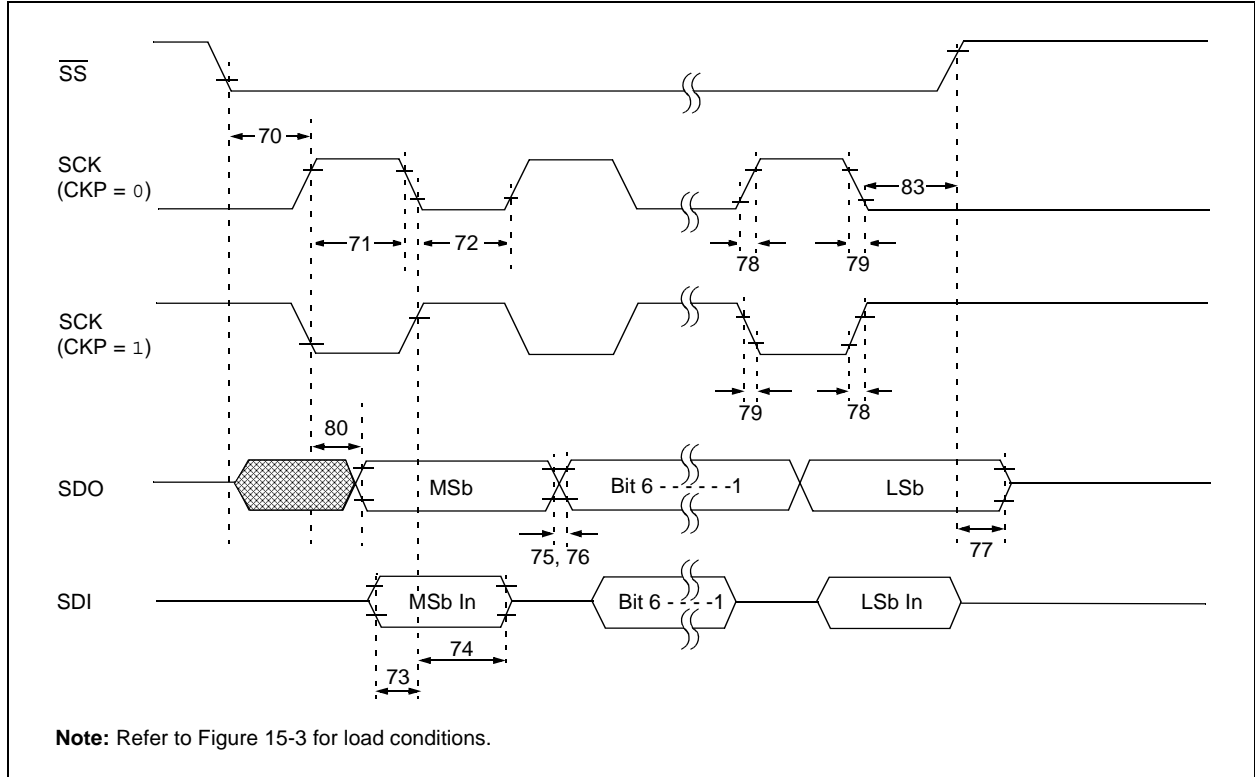 SS
70
SCK
(CKP = 0)
83
71
72
78
79
SCK
(CKP = 1)
79
78
80
SDO
MSb
Bit 6 - - - - - -1
LSb
75, 76
77
SDI
MSb In
Bit 6 - - - -1
LSb In
74
73
Note: Refer to Figure 15-3 for load conditions.